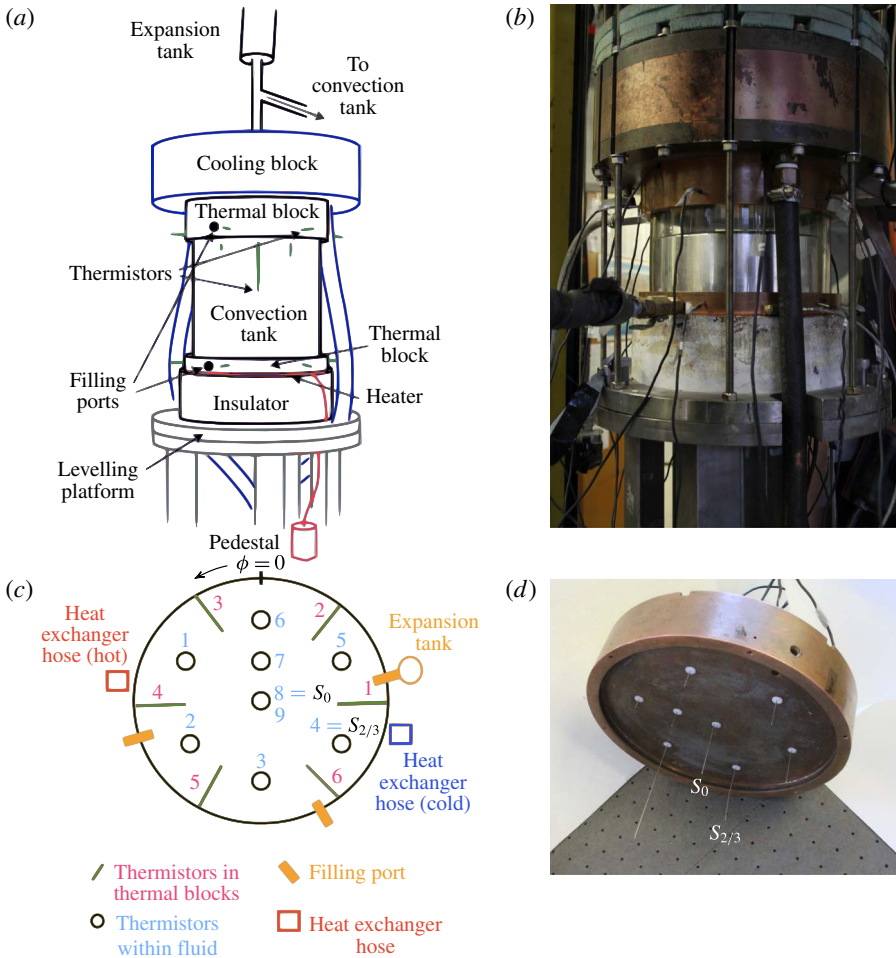 (a)
Expansion
tank
To
convection
tank
Cooling block
Thermal block
Thermistors
Convection
tank
Thermal
block
Filling
ports
Heater
Insulator
Levelling
platform
Pedestal
(b)
(c)
ϕ = 0
Heat
exchanger
hose (hot)
Expansion
tank
3
2
6
1
5
7
4
1
8 = S0
9
2
4 = S2/3
3
5
6
Heat
exchanger
hose (cold)
Thermistors in
thermal blocks
Filling port
Thermistors
within fluid
Heat exchanger
hose
(d)
S0
S2/3